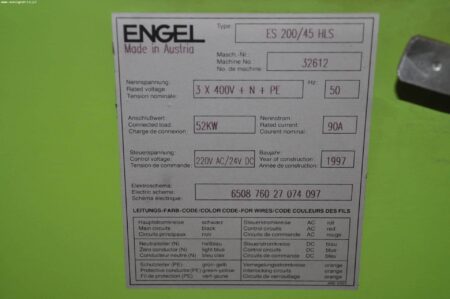 ENGEL
Made in Austria
Type: ES 200/45 HLS
Masch.-Nr.
Machine No. 32612
No. de machine
Nennspannung: Hz:
Rated voltage: 3 X 400V + N + PE 50
Tension nominale:
Anschlußwert Nennstrom
Connected load: 52KW Rated current: 90A
Charge de connexion: Courant nominal:
Steuerspannung: Baujahr:
Control voltage: 220V AC/24V DC Year of construction: 1997
Tension de commande: Année de construction:
Elektroschema:
Electric scheme: 6508 760 27 074 097
Schéma électrique:
LEITUNGS-FARB-CODE/COLOR CODE-FOR WIRES/CODE COULEURS DES FILS
Hauptstromkreise schwarz Steuerstromkreise AC rot
Main circuits black Control circuits AC red
Circuits principaux noir Circuits de commande AC rouge
Neutralleiter (N) hellblau Steuerstromkreise DC blau
Zero conductor (N) light blue Control circuits DC blue
Conducteur neutre (N) bleu clair Circuits de commande DC bleu
Schutzleiter (PE) grün-gelb Verriegelungsstromkreise orange
Protective conductor (PE) green-yellow Interlocking circuits orange
Fil de protection (PE) vert-jaune orange